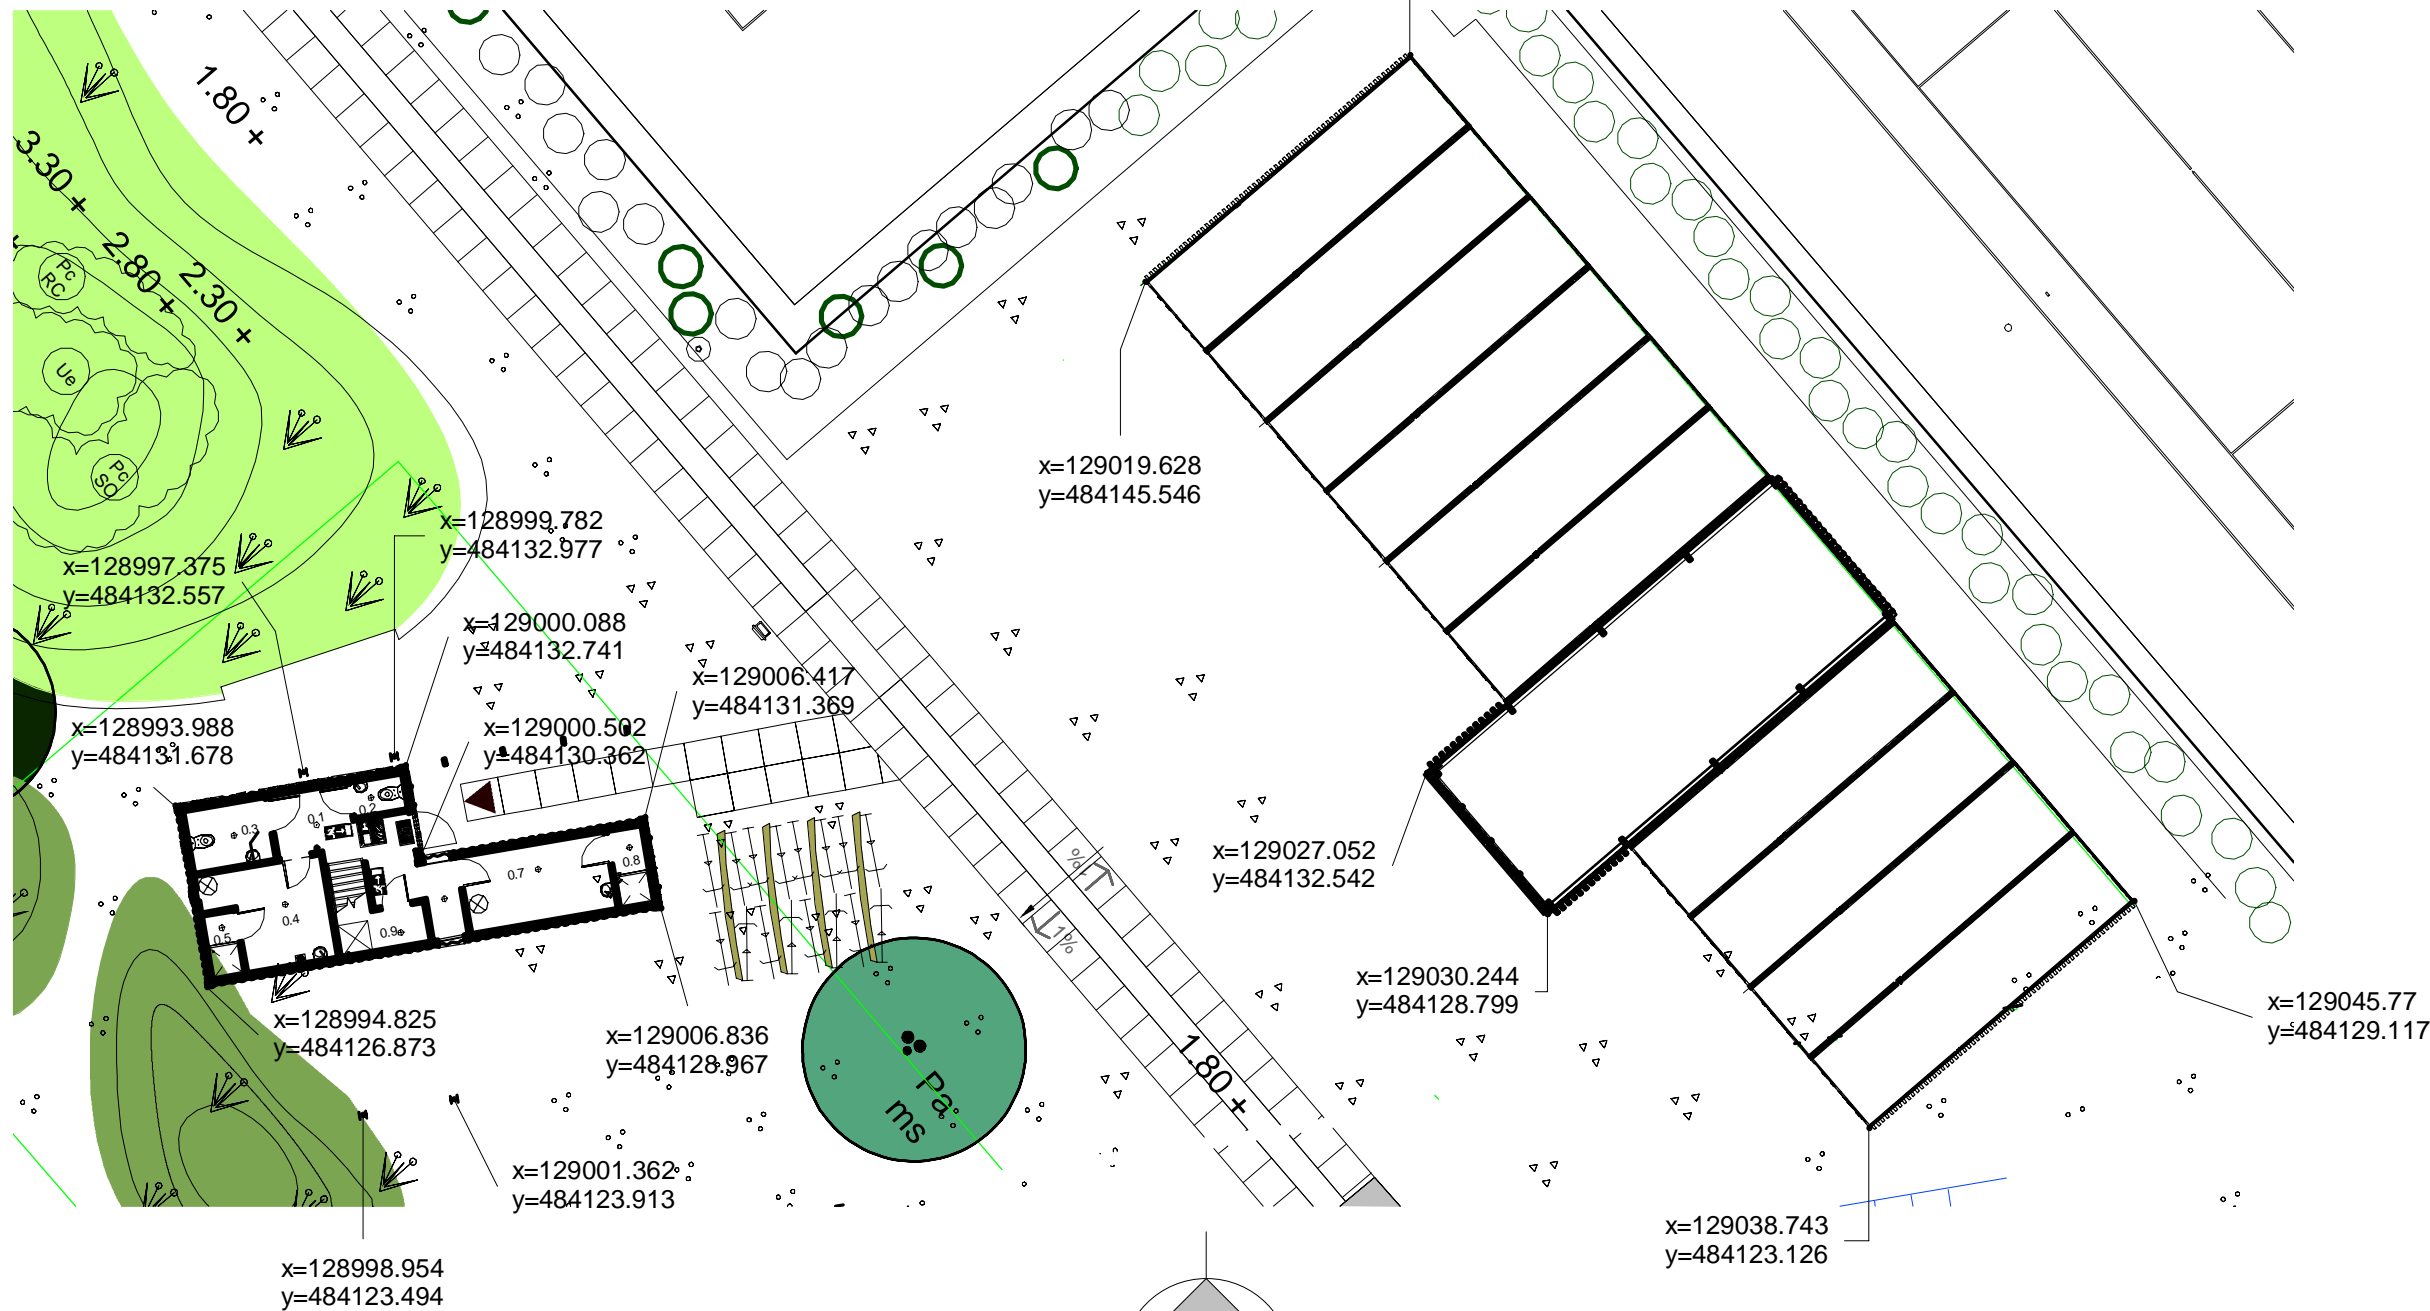 1.80 +
3.30 +
2.80 +
2.30 +
Pc
RC
Ue
Pc
SO
x=129019.628
y=484145.546
x=128999.782
y=484132.977
x=128997.375
y=484132.557
x=129000.088
y=484132.741
x=129006.417
y=484131.369
x=128993.988
y=484131.678
x=129000.502
y=484130.362
0.2
0.1
0.3
0.8
0.7
0.4
0.5
0.9
x=129027.052
y=484132.542
%
1%
x=129030.244
y=484128.799
x=129045.77
y=484129.117
x=128994.825
y=484126.873
x=129006.836
y=484128.967
1.80 +
Pa
ms
x=129001.362
y=484123.913
x=129038.743
y=484123.126
x=128998.954
y=484123.494